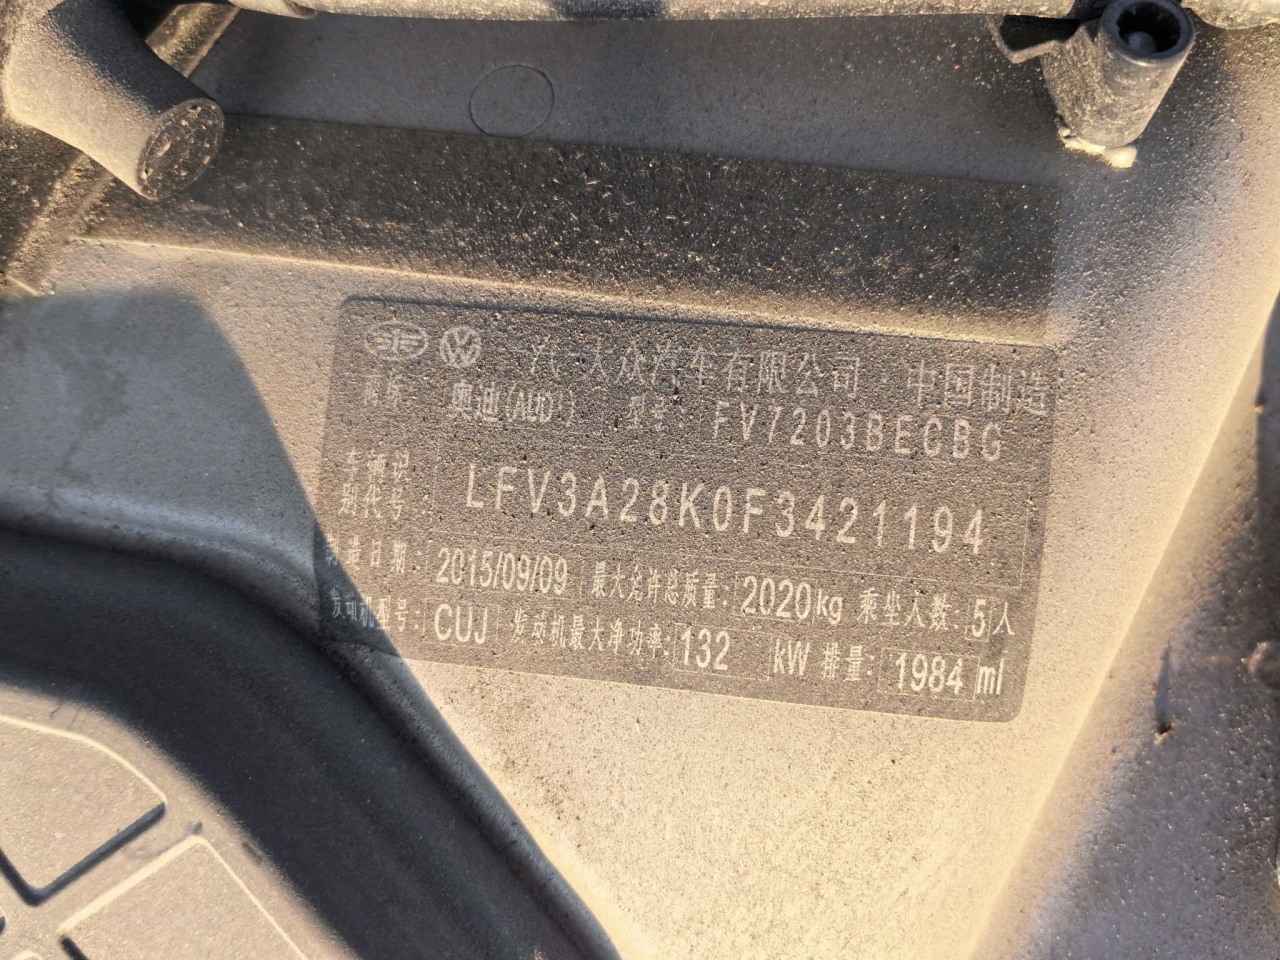 一汽-大众汽车有限公司 中国制造
商标 奥迪(AUDI) 型号: FV7203BECBG
车辆识别代号: LFV3A28K0F3421194
制造日期: 2015/09/09 最大允许总质量: 2020kg 乘坐人数: 5人
发动机型号: CUJ 发动机最大净功率: 132 kW 排量: 1984 ml